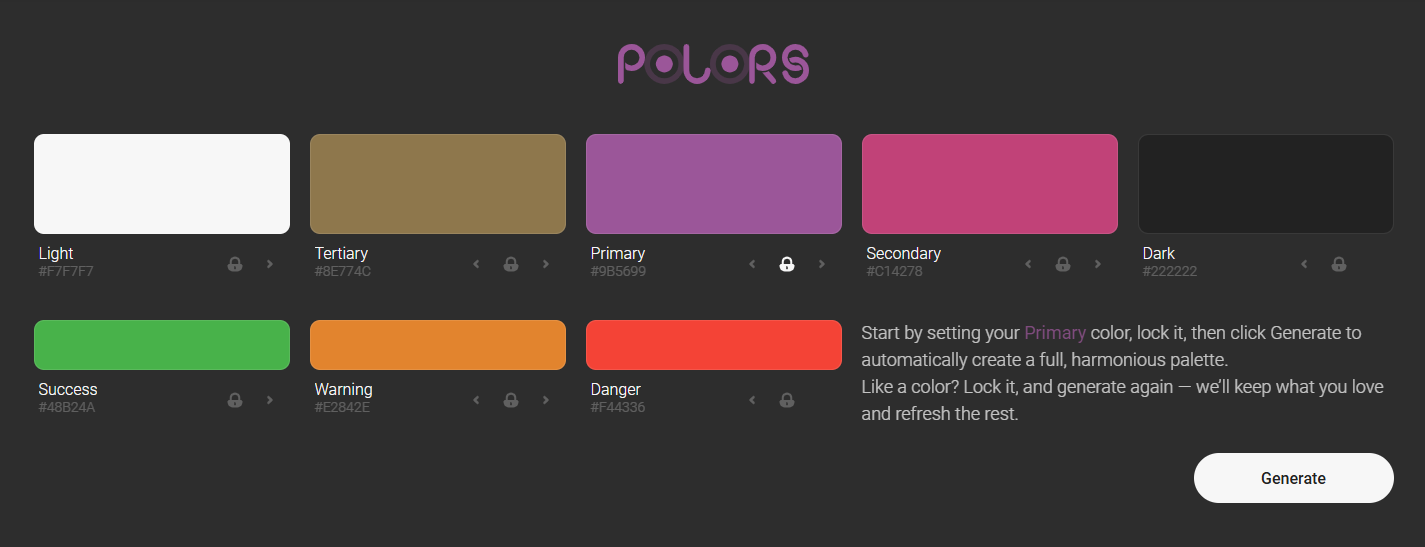 POLORS
Light
#F7F7F7
Tertiary
#8E774C
Primary
#9B5699
Secondary
#C14278
Dark
#222222
Success
#48B24A
Warning
#E2842E
Danger
#F44336
Start by setting your Primary color, lock it, then click Generate to
automatically create a full, harmonious palette.
Like a color? Lock it, and generate again — we'll keep what you love
and refresh the rest.
Generate